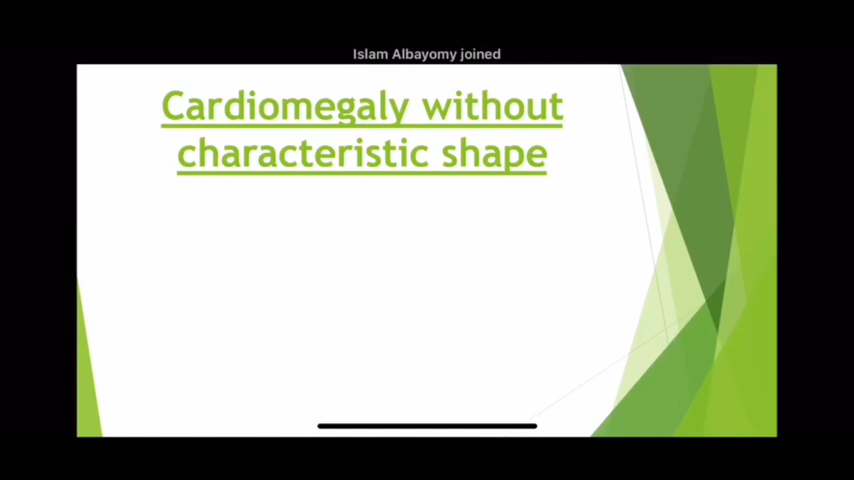 Islam Albayomy joined
Cardiomegaly without
characteristic shape